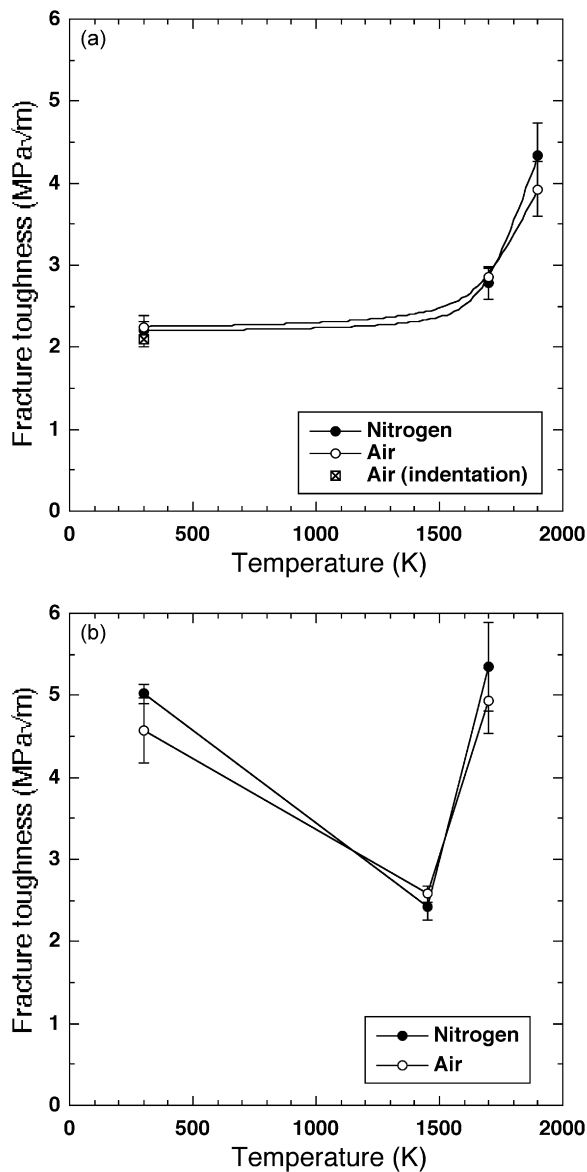 (a)
6
5
4
3
2
1
0
Fracture toughness (MPa√m)
Nitrogen
Air
Air (indentation)
0 500 1000 1500 2000
Temperature (K)
(b)
6
5
4
3
2
1
0
Fracture toughness (MPa√m)
Nitrogen
Air
0 500 1000 1500 2000
Temperature (K)